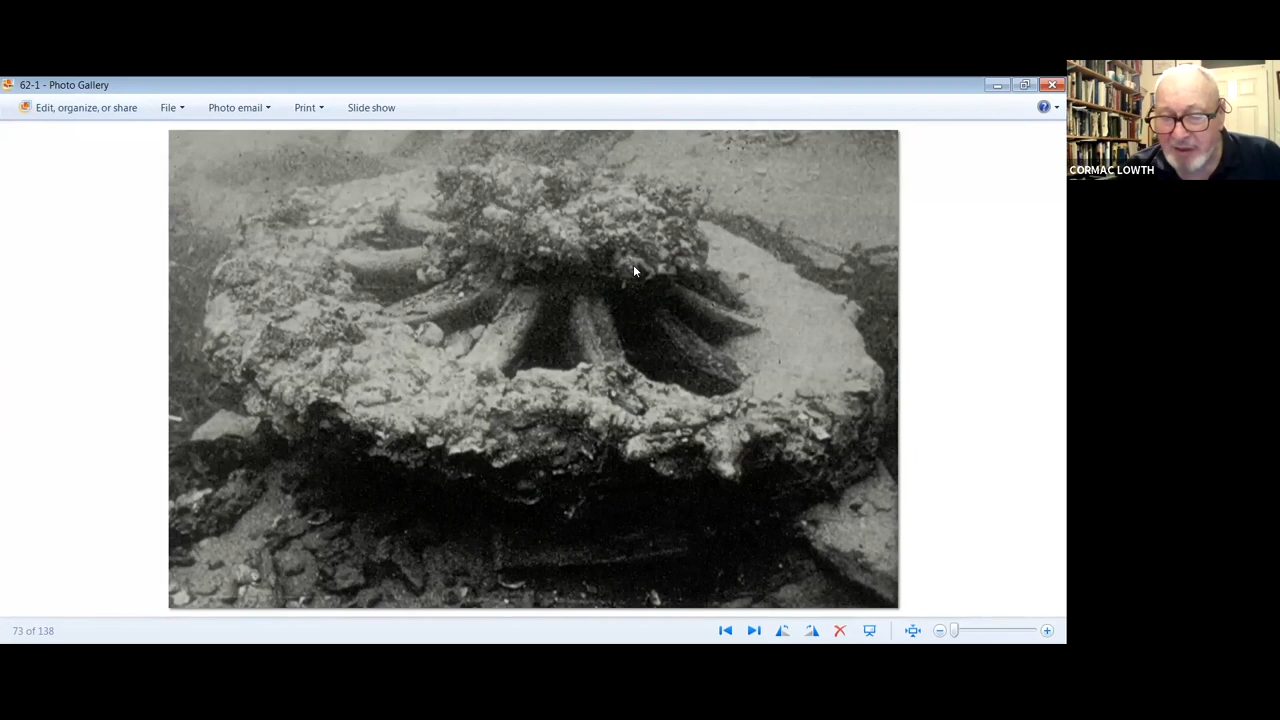 62-1 - Photo Gallery
Edit, organize, or share
File
Photo email
Print
Slide show
CORMAC LOWTH
73 of 138